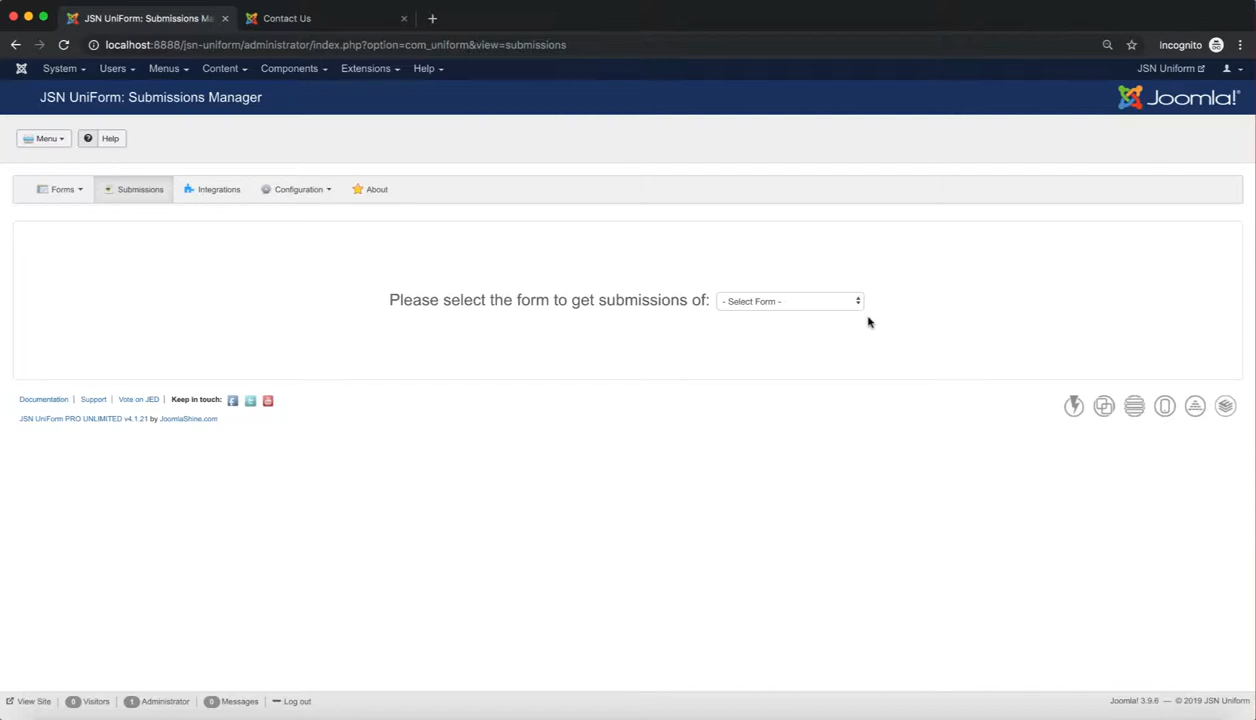 JSN UniForm: Submissions Ma
Contact Us
localhost:8888/jsn-uniform/administrator/index.php?option=com_uniform&view=submissions
Incognito
System Users Menus Content Components Extensions Help
JSN Uniform
JSN UniForm: Submissions Manager
Joomla!®
Menu
Help
Forms Submissions Integrations Configuration About
Please select the form to get submissions of: - Select Form -
Documentation | Support | Vote on JED | Keep in touch:
JSN UniForm PRO UNLIMITED v4.1.21 by JoomlaShine.com
View Site 0 Visitors 1 Administrator 0 Messages Log out
Joomla! 3.9.6 — © 2019 JSN Uniform